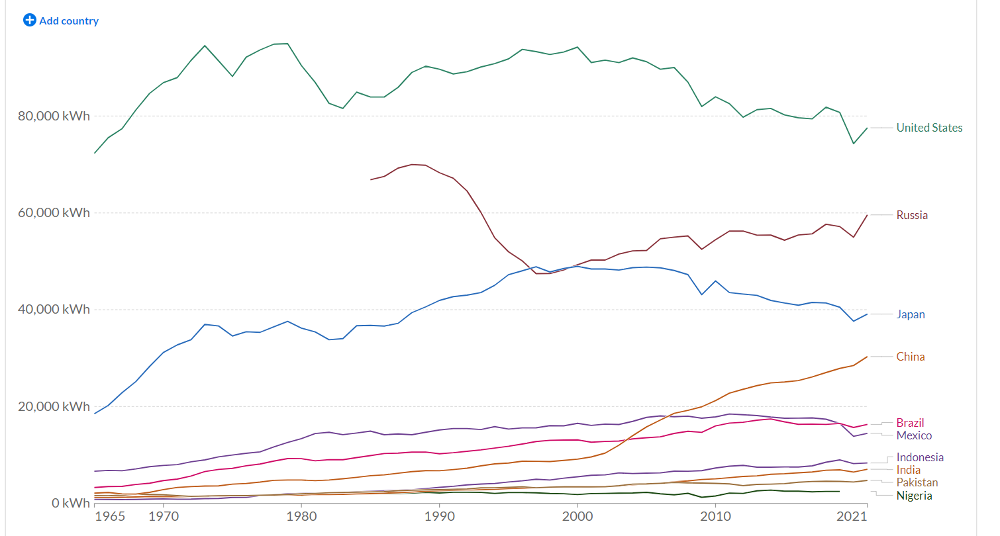 Add country
80,000 kWh
60,000 kWh
40,000 kWh
20,000 kWh
0 kWh
1965 1970 1980 1990 2000 2010 2021
United States
Russia
Japan
China
Brazil
Mexico
Indonesia
India
Pakistan
Nigeria